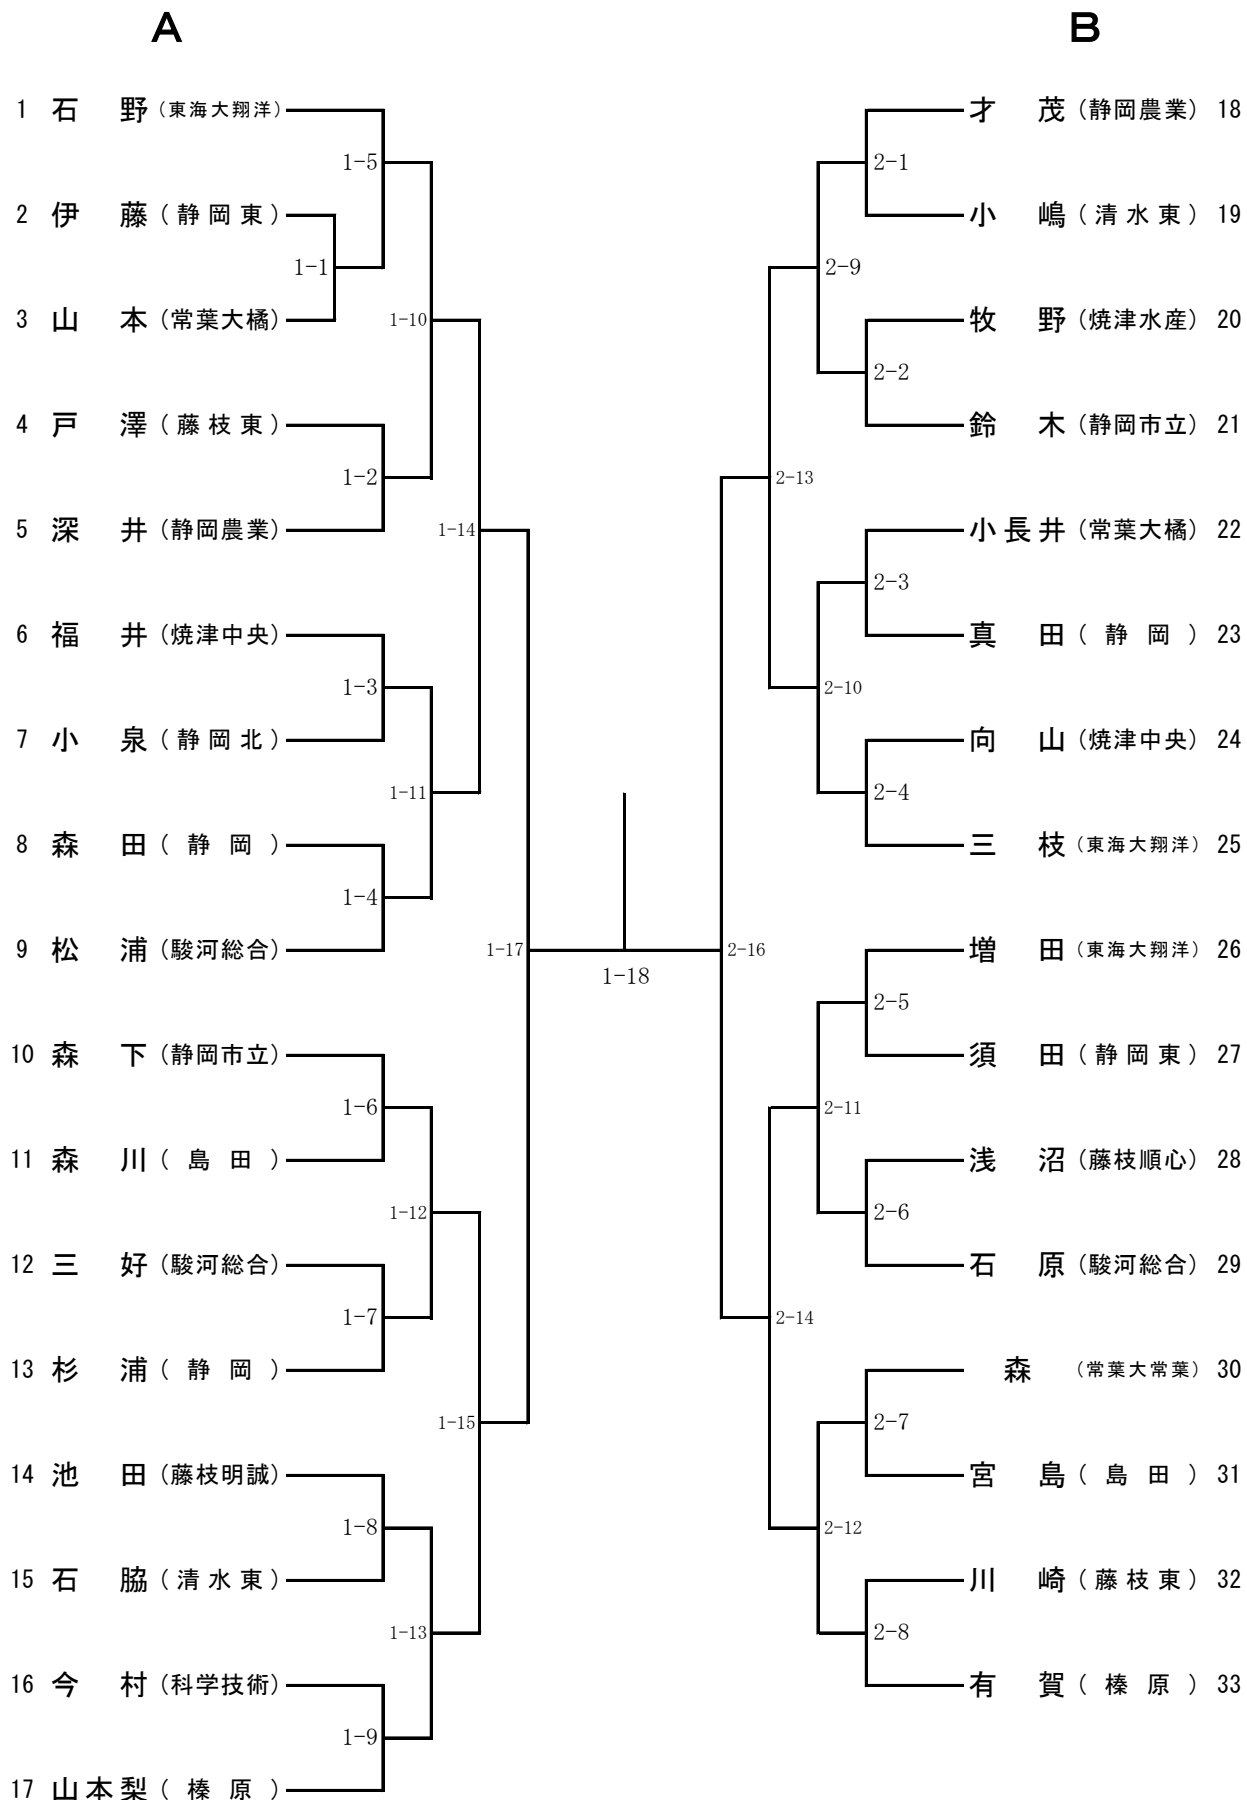 A
B
1 石野 (東海大翔洋)
1-5
2 伊藤 (静岡東)
1-1
3 山本 (常葉大橘)
1-10
4 戸澤 (藤枝東)
1-2
5 深井 (静岡農業)
1-14
6 福井 (焼津中央)
1-3
7 小泉 (静岡北)
1-11
8 森田 (静岡)
1-4
9 松浦 (駿河総合)
1-17
10 森下 (静岡市立)
1-6
11 森川 (島田)
1-12
12 三好 (駿河総合)
1-7
13 杉浦 (静岡)
1-15
14 池田 (藤枝明誠)
1-8
15 石脇 (清水東)
1-13
16 今村 (科学技術)
1-9
17 山本梨 (榛原)
1-18
才茂 (静岡農業) 18
2-1
小嶋 (清水東) 19
2-9
牧野 (焼津水産) 20
2-2
鈴木 (静岡市立) 21
2-13
小長井 (常葉大橘) 22
2-3
真田 (静岡) 23
2-10
向山 (焼津中央) 24
2-4
三枝 (東海大翔洋) 25
2-16
増田 (東海大翔洋) 26
2-5
須田 (静岡東) 27
2-11
浅沼 (藤枝順心) 28
2-6
石原 (駿河総合) 29
2-14
森 (常葉大常葉) 30
2-7
宮島 (島田) 31
2-12
川崎 (藤枝東) 32
2-8
有賀 (榛原) 33